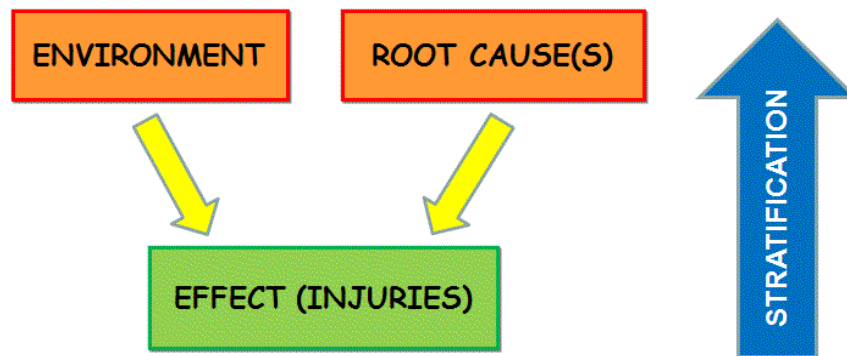 ENVIRONMENT
ROOT CAUSE(S)
EFFECT (INJURIES)
STRATIFICATION